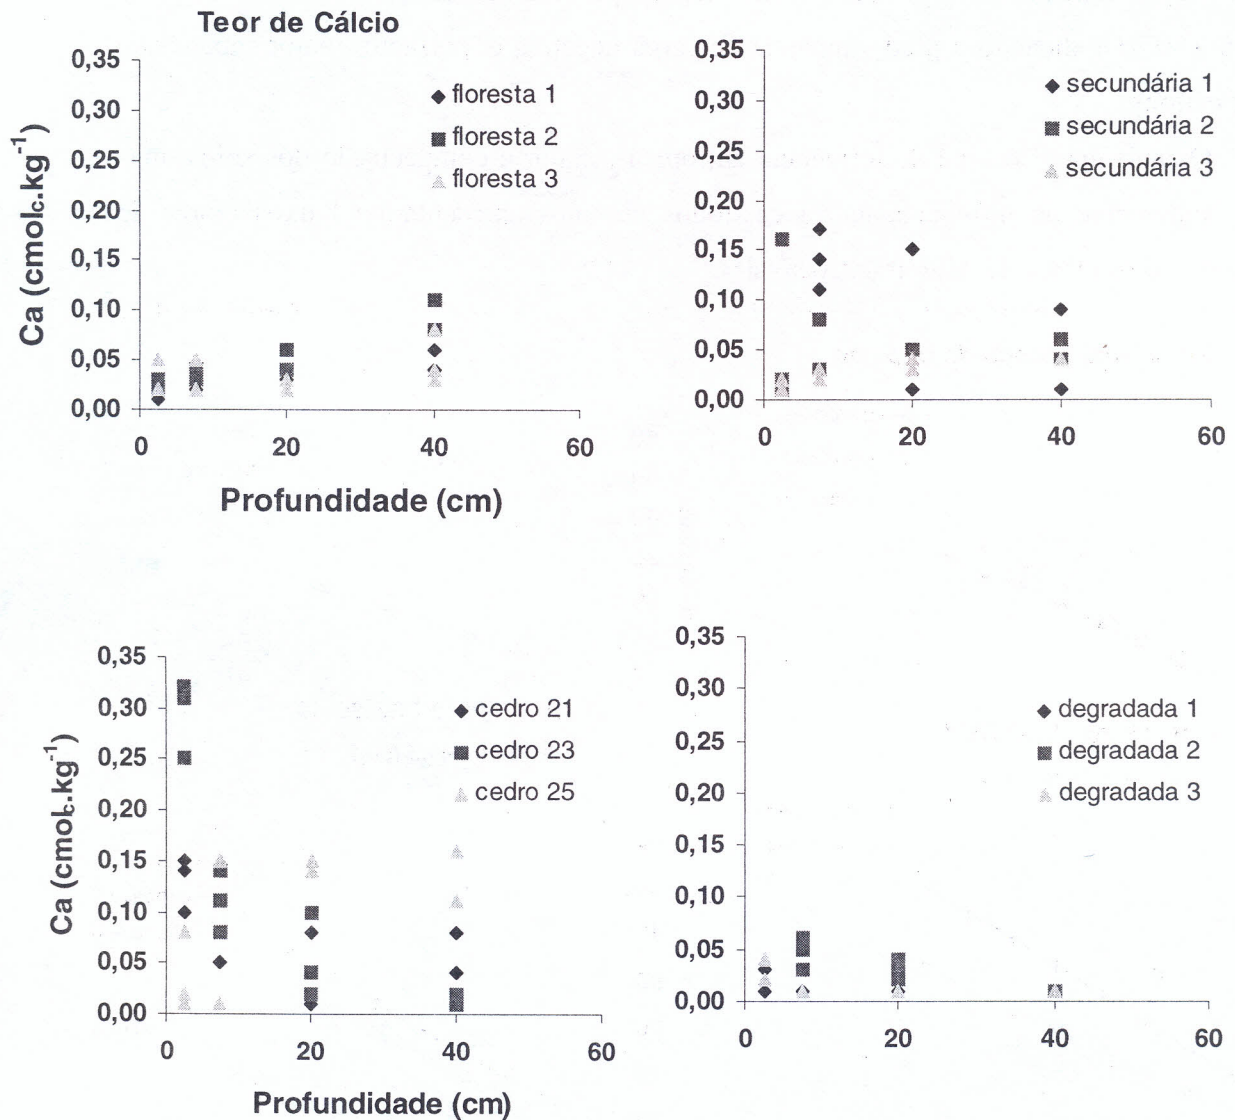 Teor de Cálcio
Ca (cmolc.kg-1)
0,35
0,30
0,25
0,20
0,15
0,10
0,05
0,00
0 20 40 60
Profundidade (cm)
floresta 1
floresta 2
floresta 3
0,35
0,30
0,25
0,20
0,15
0,10
0,05
0,00
0 20 40 60
secundária 1
secundária 2
secundária 3
Ca (cmolc.kg-1)
0,35
0,30
0,25
0,20
0,15
0,10
0,05
0,00
0 20 40 60
Profundidade (cm)
cedro 21
cedro 23
cedro 25
0,35
0,30
0,25
0,20
0,15
0,10
0,05
0,00
0 20 40 60
degradada 1
degradada 2
degradada 3